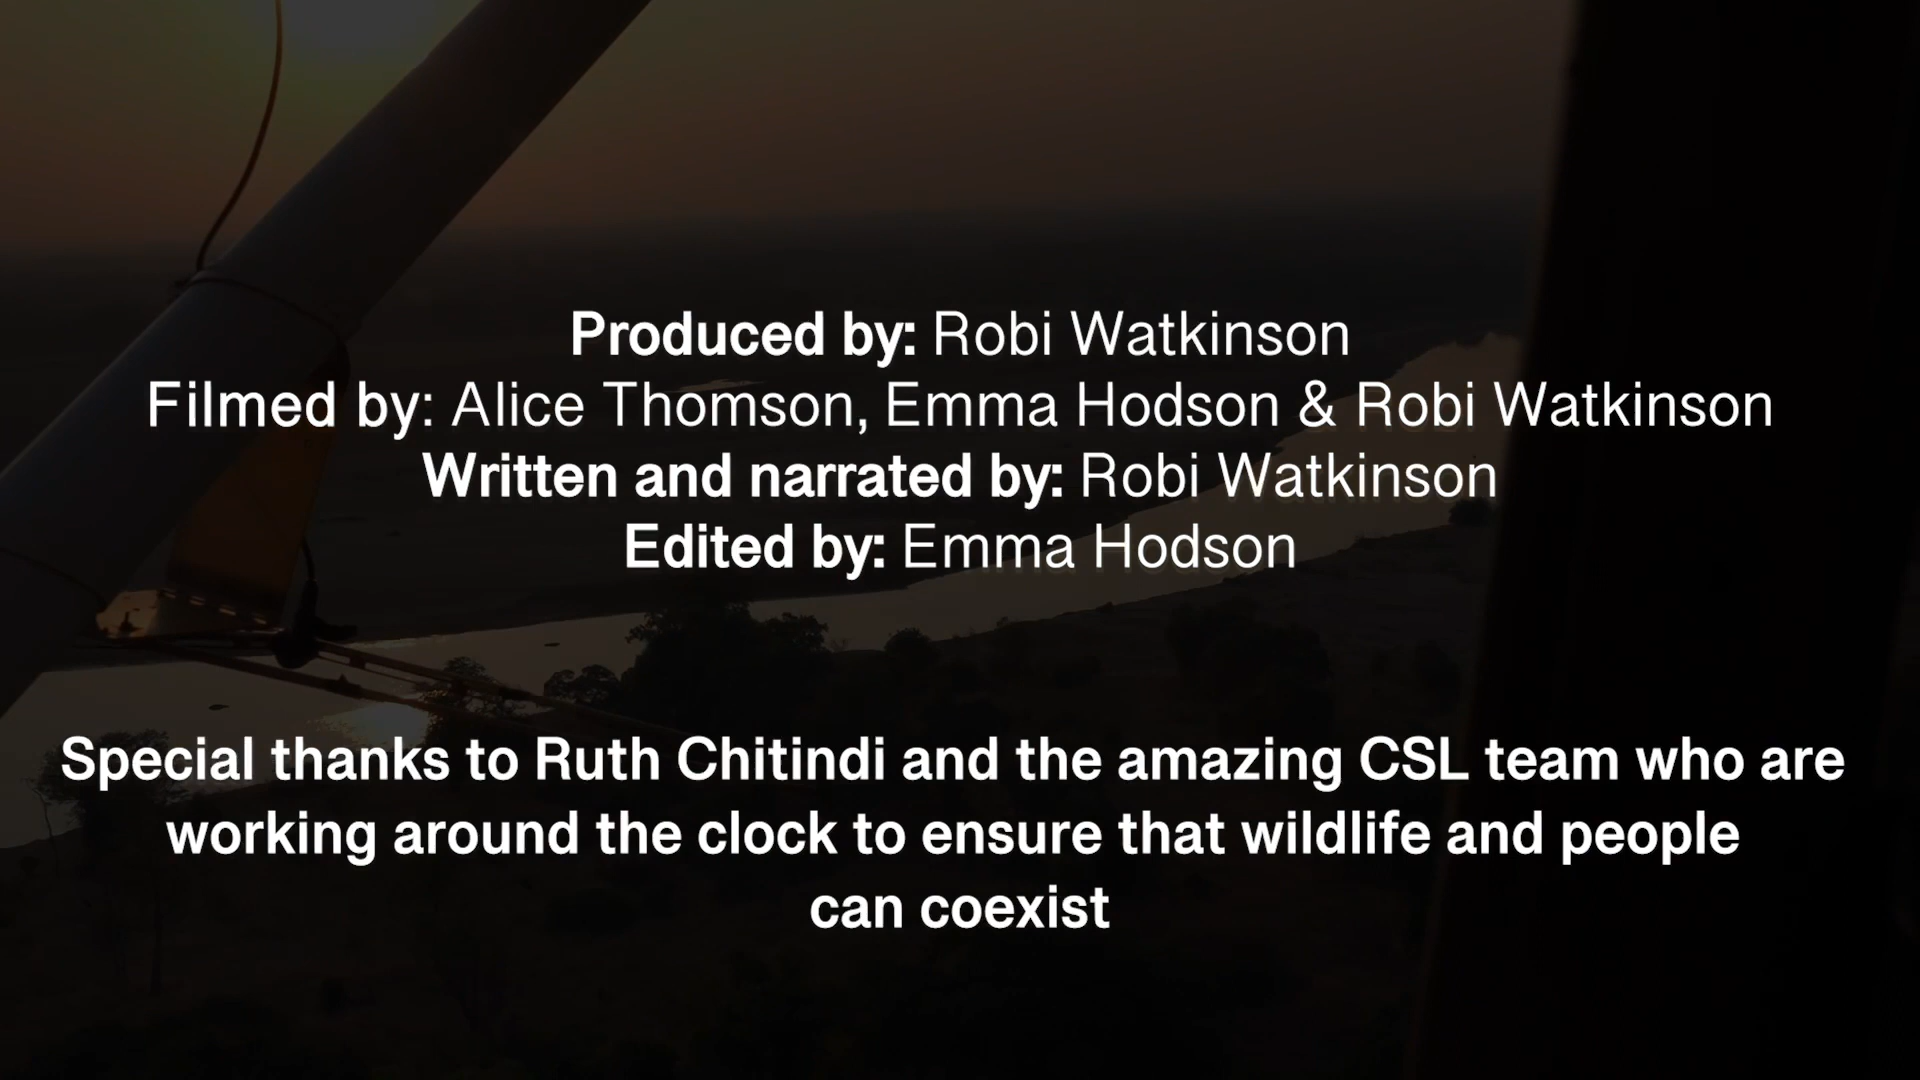 Produced by: Robi Watkinson
Filmed by: Alice Thomson, Emma Hodson & Robi Watkinson
Written and narrated by: Robi Watkinson
Edited by: Emma Hodson
Special thanks to Ruth Chitindi and the amazing CSL team who are
working around the clock to ensure that wildlife and people
can coexist